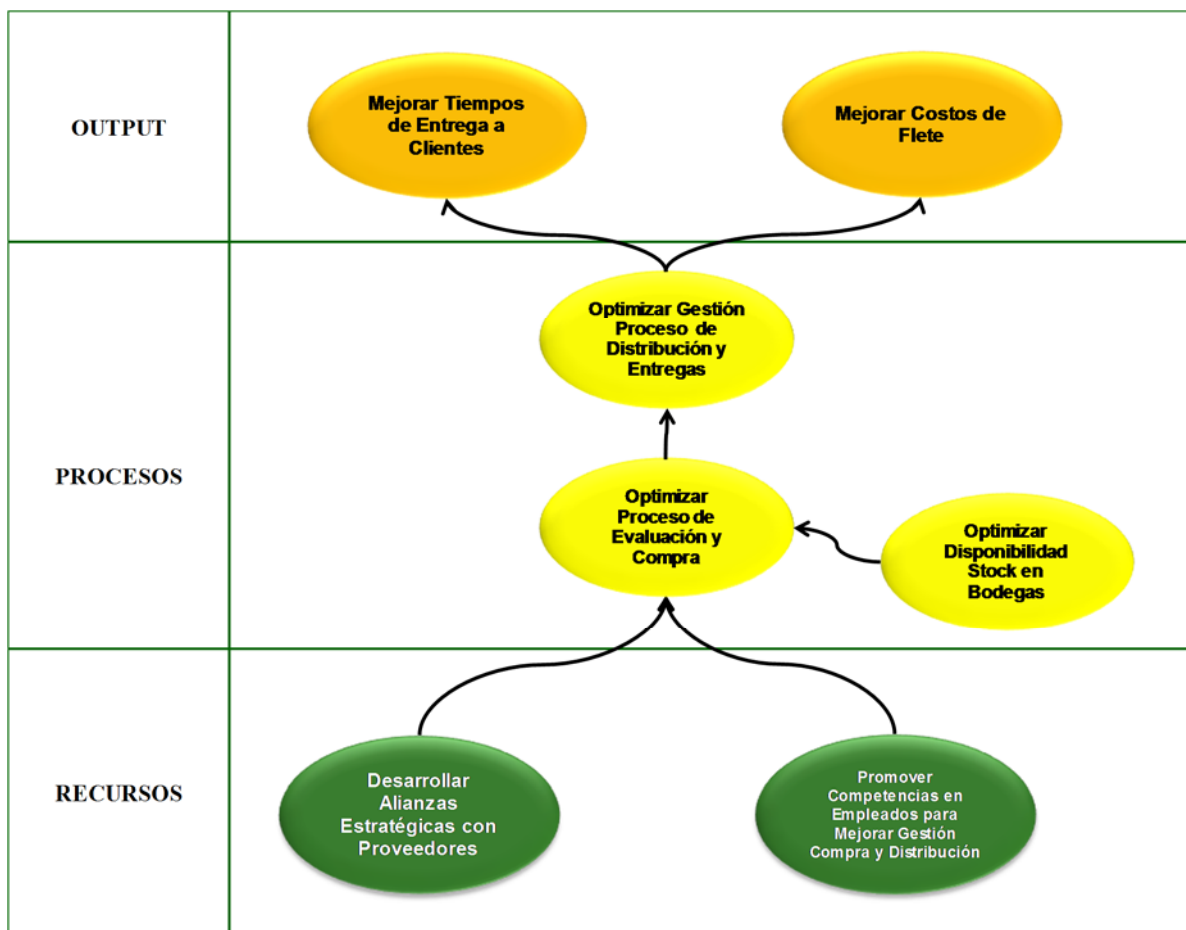 OUTPUT
Mejorar Tiempos
de Entrega a
Clientes
Mejorar Costos de
Flete
PROCESOS
Optimizar Gestión
Proceso de
Distribución y
Entregas
Optimizar
Proceso de
Evaluación y
Compra
Optimizar
Disponibilidad
Stock en
Bodegas
RECURSOS
Desarrollar
Alianzas
Estratégicas con
Proveedores
Promover
Competencias en
Empleados para
Mejorar Gestión
Compra y Distribución